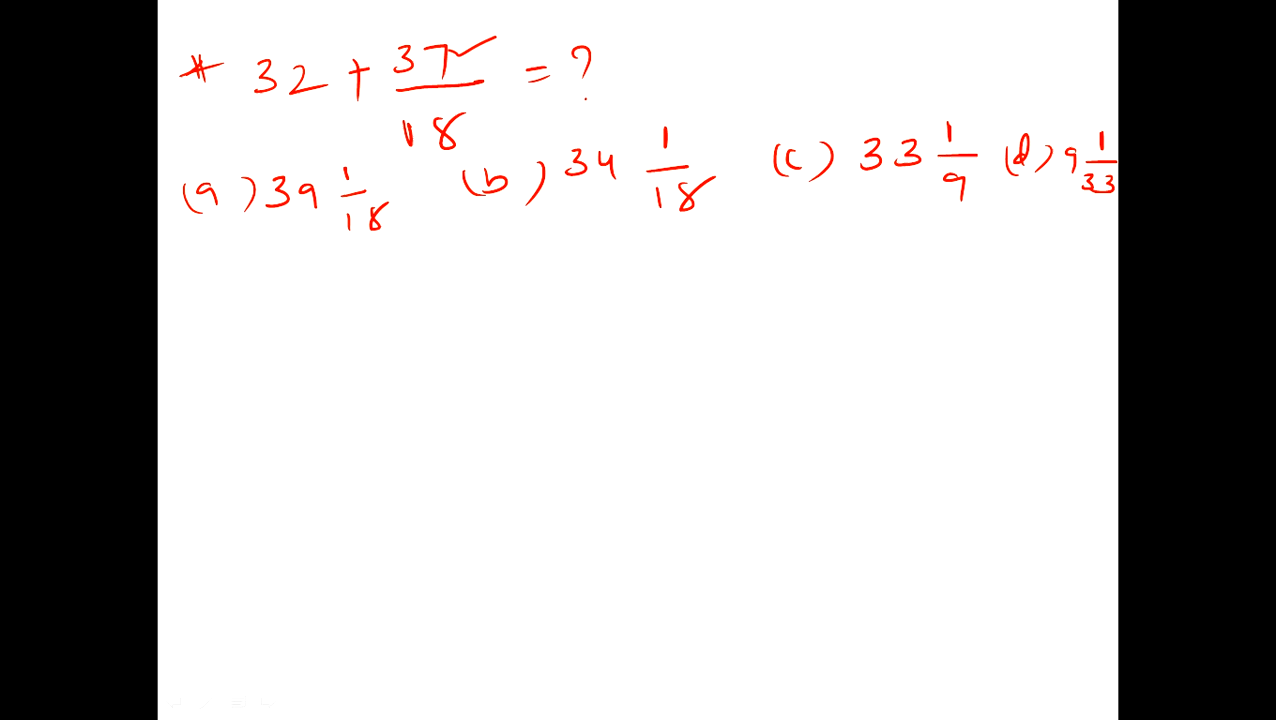 * 32 + 37/18 = ?
(a) 39 1/18 (b) 34 1/18 (c) 33 1/9 (d) 9 1/33